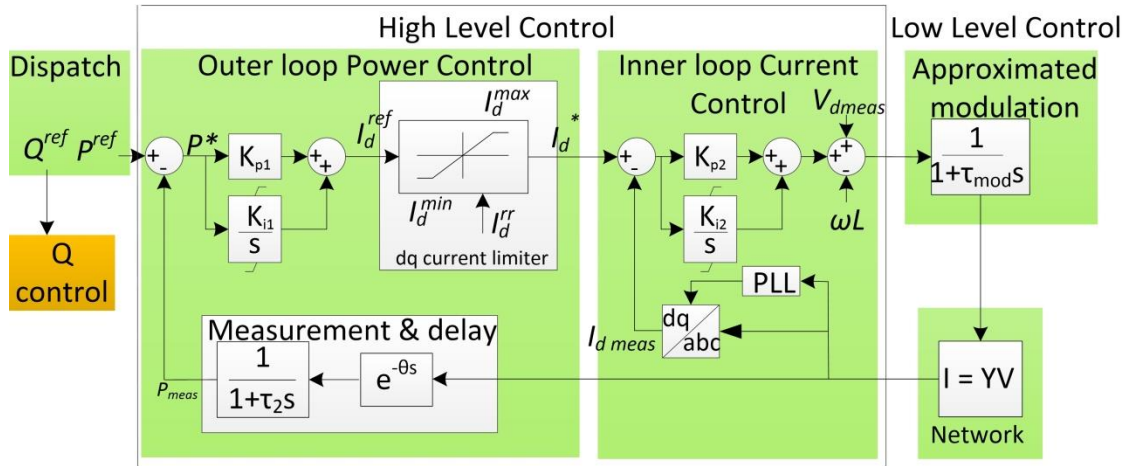 High Level Control
Low Level Control
Dispatch
Q^ref P^ref
Q
control
Outer loop Power Control
+
-
P*
K_p1
K_i1
s
+
+
I_d^ref
I_d^max
I_d^min
I_d^rr
dq current limiter
I_d^*
Measurement & delay
P_meas
1
1+τ_2s
e^-θs
Inner loop Current
Control
+
-
K_p2
K_i2
s
+
+
V_dmeas
+
+
-
ωL
PLL
dq
abc
I_d meas
Approximated
modulation
1
1+τ_mod s
I = YV
Network